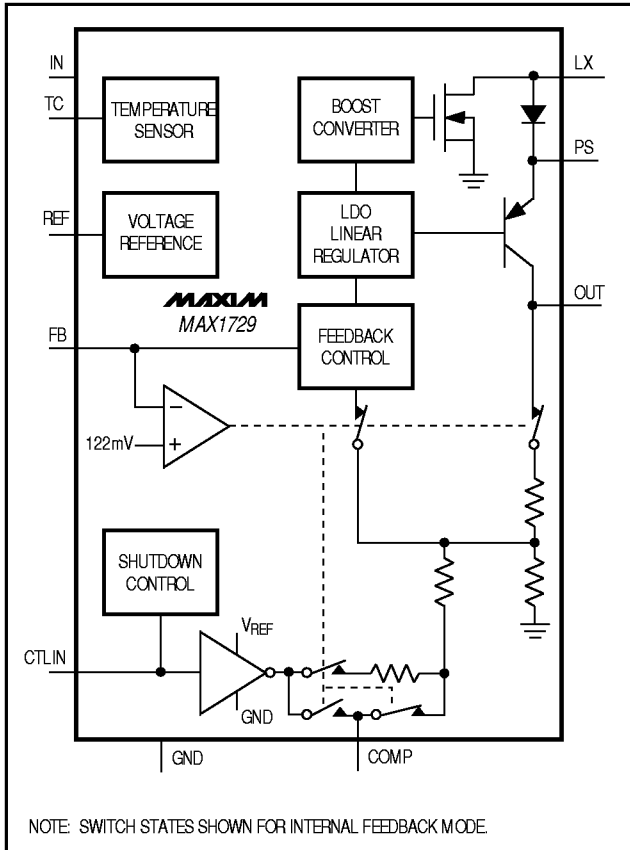 IN
LX
TC
TEMPERATURE
SENSOR
BOOST
CONVERTER
PS
REF
VOLTAGE
REFERENCE
LDO
LINEAR
REGULATOR
MAXIM
MAX1729
OUT
FB
FEEDBACK
CONTROL
−
+
122mV
SHUTDOWN
CONTROL
VREF
CTLIN
GND
GND
COMP
NOTE: SWITCH STATES SHOWN FOR INTERNAL FEEDBACK MODE.